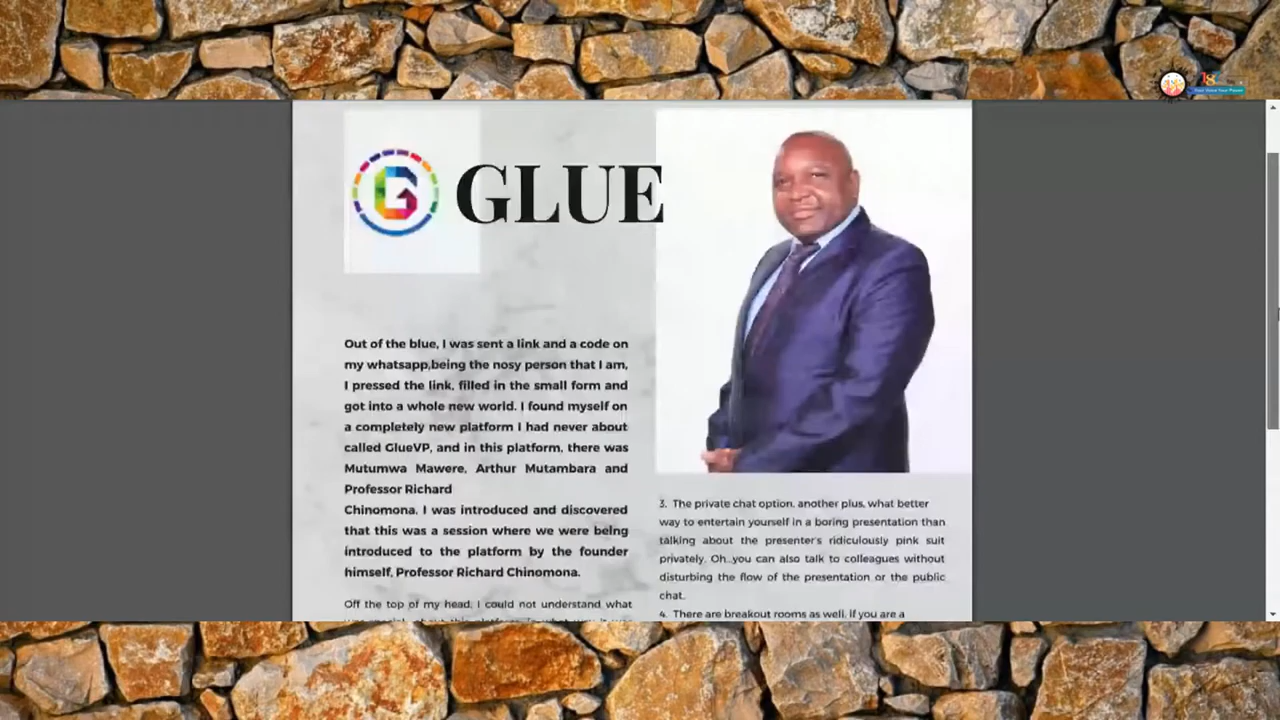 GLUE
Out of the blue, I was sent a link and a code on
my whatsapp,being the nosy person that I am,
I pressed the link, filled in the small form and
got into a whole new world. I found myself on
a completely new platform I had never about
called GlueVP, and in this platform, there was
Mutumwa Mawere, Arthur Mutambara and
Professor Richard
Chinomona. I was introduced and discovered
that this was a session where we were being
introduced to the platform by the founder
himself, Professor Richard Chinomona.
Off the top of my head, I could not understand what
3. The private chat option, another plus, what better
way to entertain yourself in a boring presentation than
talking about the presenter's ridiculously pink suit
privately. Oh..you can also talk to colleagues without
disturbing the flow of the presentation or the public
chat.
4. There are breakout rooms as well, if you are a
Your Voice Your Power